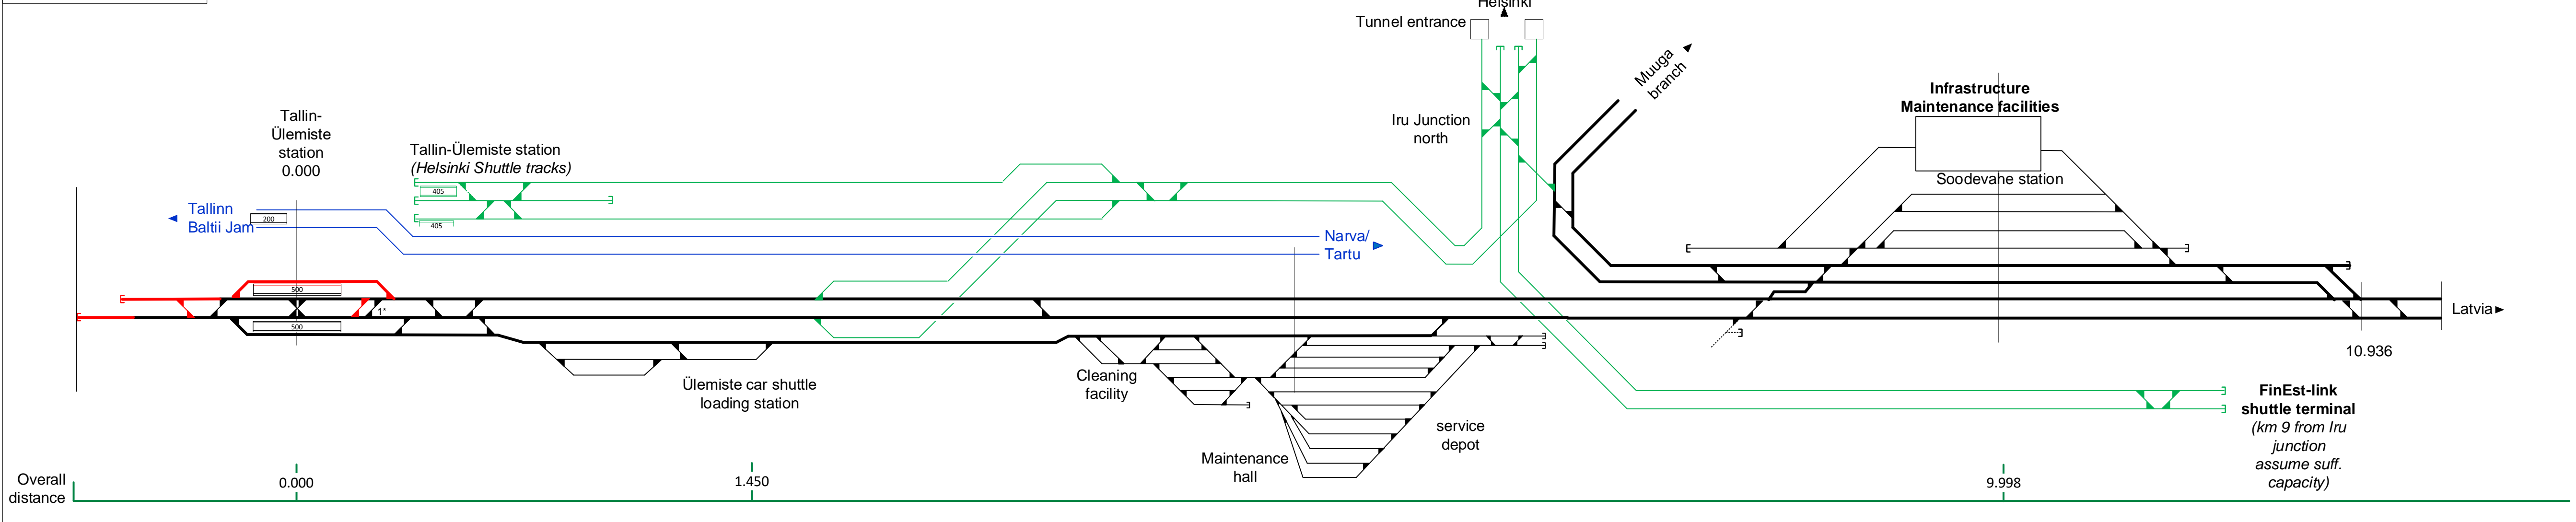 Helsinki
Tunnel entrance
Muuga
branch
Iru Junction
north
Infrastructure
Maintenance facilities
Soodevahe station
Tallin-
Ülemiste
station
0.000
Tallin-Ülemiste station
(Helsinki Shuttle tracks)
405
405
Tallinn
Baltii Jam
200
Narva/
Tartu
500
1*
500
Latvia
10.936
Ülemiste car shuttle
loading station
Cleaning
facility
Maintenance
hall
service
depot
FinEst-link
shuttle terminal
(km 9 from Iru
junction
assume suff.
capacity)
Overall
distance
0.000
1.450
9.998